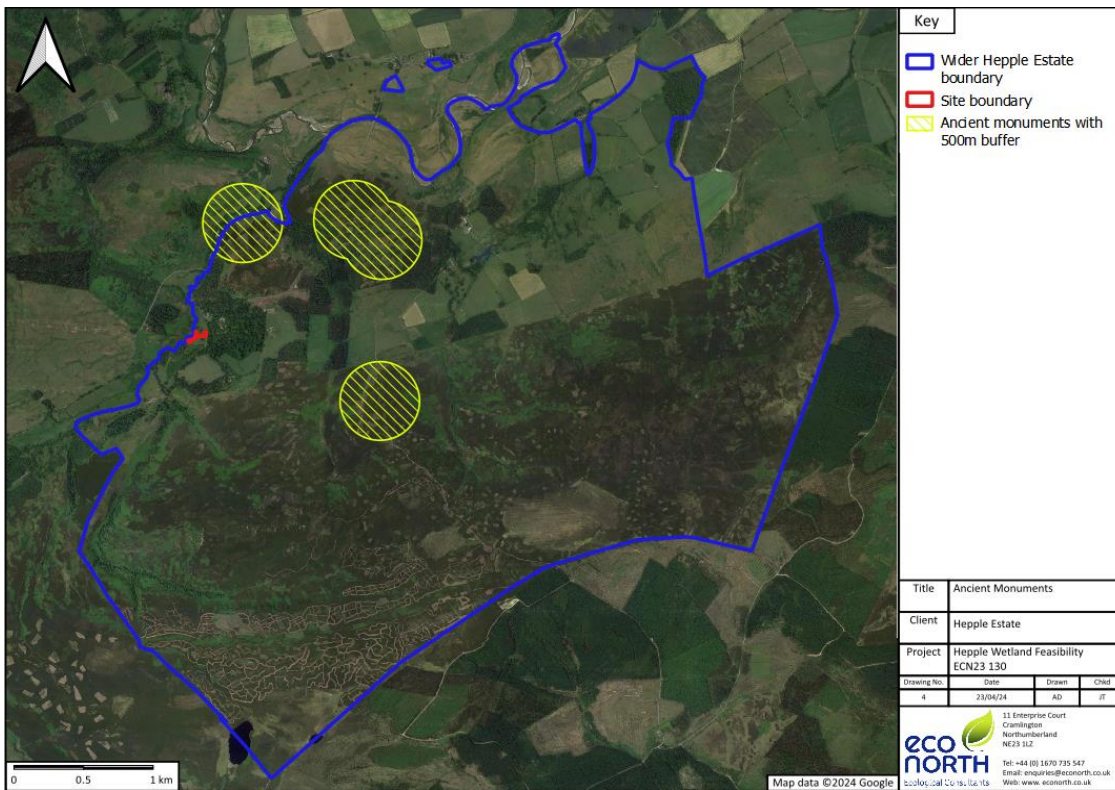 Key
Wider Hepple Estate
boundary
Site boundary
Ancient monuments with
500m buffer
Title Ancient Monuments
Client Hepple Estate
Project Hepple Wetland Feasibility
ECN23 130
Drawing No. Date Drawn Chkd
4 23/04/24 AD JT
eco
NORTH
Ecological Consultants
11 Enterprise Court
Cramlington
Northumberland
NE23 1LZ
Tel: +44 (0) 1670 735 547
Email: enquiries@econorth.co.uk
Web: www. econorth.co.uk
0 0.5 1 km
Map data ©2024 Google